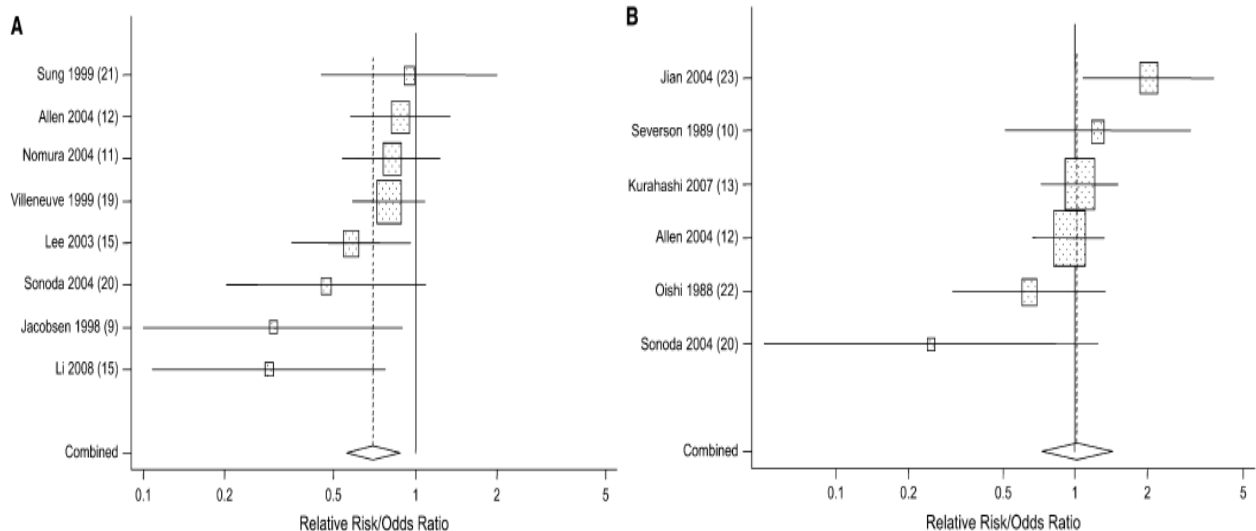 A
Sung 1999 (21)
Allen 2004 (12)
Nomura 2004 (11)
Villeneuve 1999 (19)
Lee 2003 (15)
Sonoda 2004 (20)
Jacobsen 1998 (9)
Li 2008 (15)
Combined
0.1 0.2 0.5 1 2 5
Relative Risk/Odds Ratio
B
Jian 2004 (23)
Severson 1989 (10)
Kurahashi 2007 (13)
Allen 2004 (12)
Oishi 1988 (22)
Sonoda 2004 (20)
Combined
0.1 0.2 0.5 1 2 5
Relative Risk/Odds Ratio